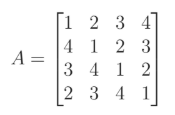 A = 
1 2 3 4
4 1 2 3
3 4 1 2
2 3 4 1